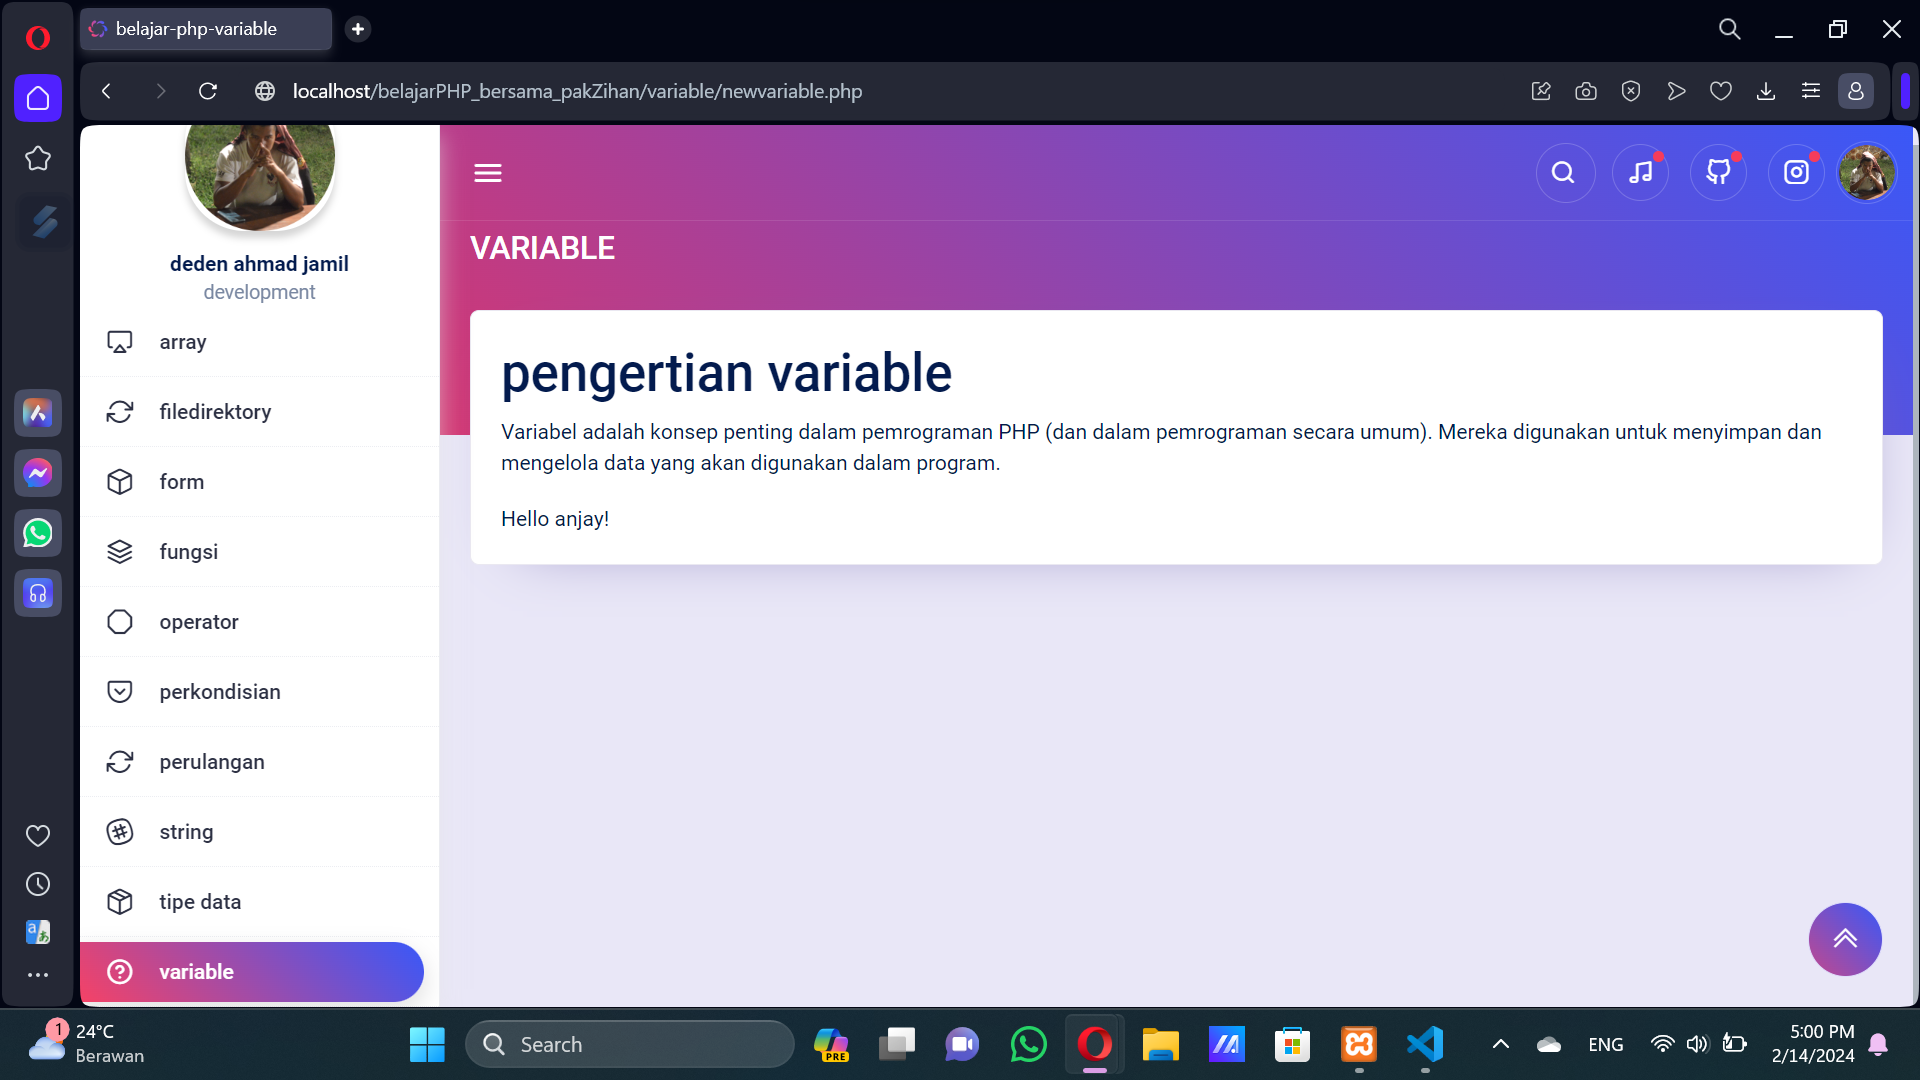 belajar-php-variable
localhost/belajarPHP_bersama_pakZihan/variable/newvariable.php
deden ahmad jamil
development
array
filedirektory
form
fungsi
operator
perkondisian
perulangan
string
tipe data
variable
VARIABLE
pengertian variable
Variabel adalah konsep penting dalam pemrograman PHP (dan dalam pemrograman secara umum). Mereka digunakan untuk menyimpan dan
mengelola data yang akan digunakan dalam program.
Hello anjay!
1
24°C
Berawan
Search
PRE
ENG
5:00 PM
2/14/2024